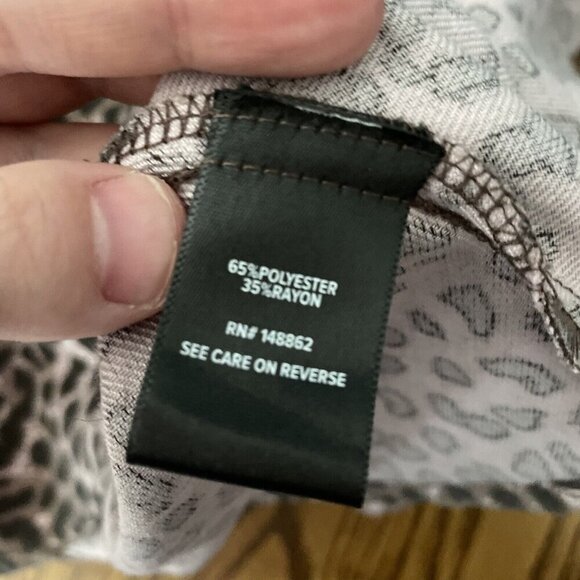 65%POLYESTER
35%RAYON
RN# 148862
SEE CARE ON REVERSE